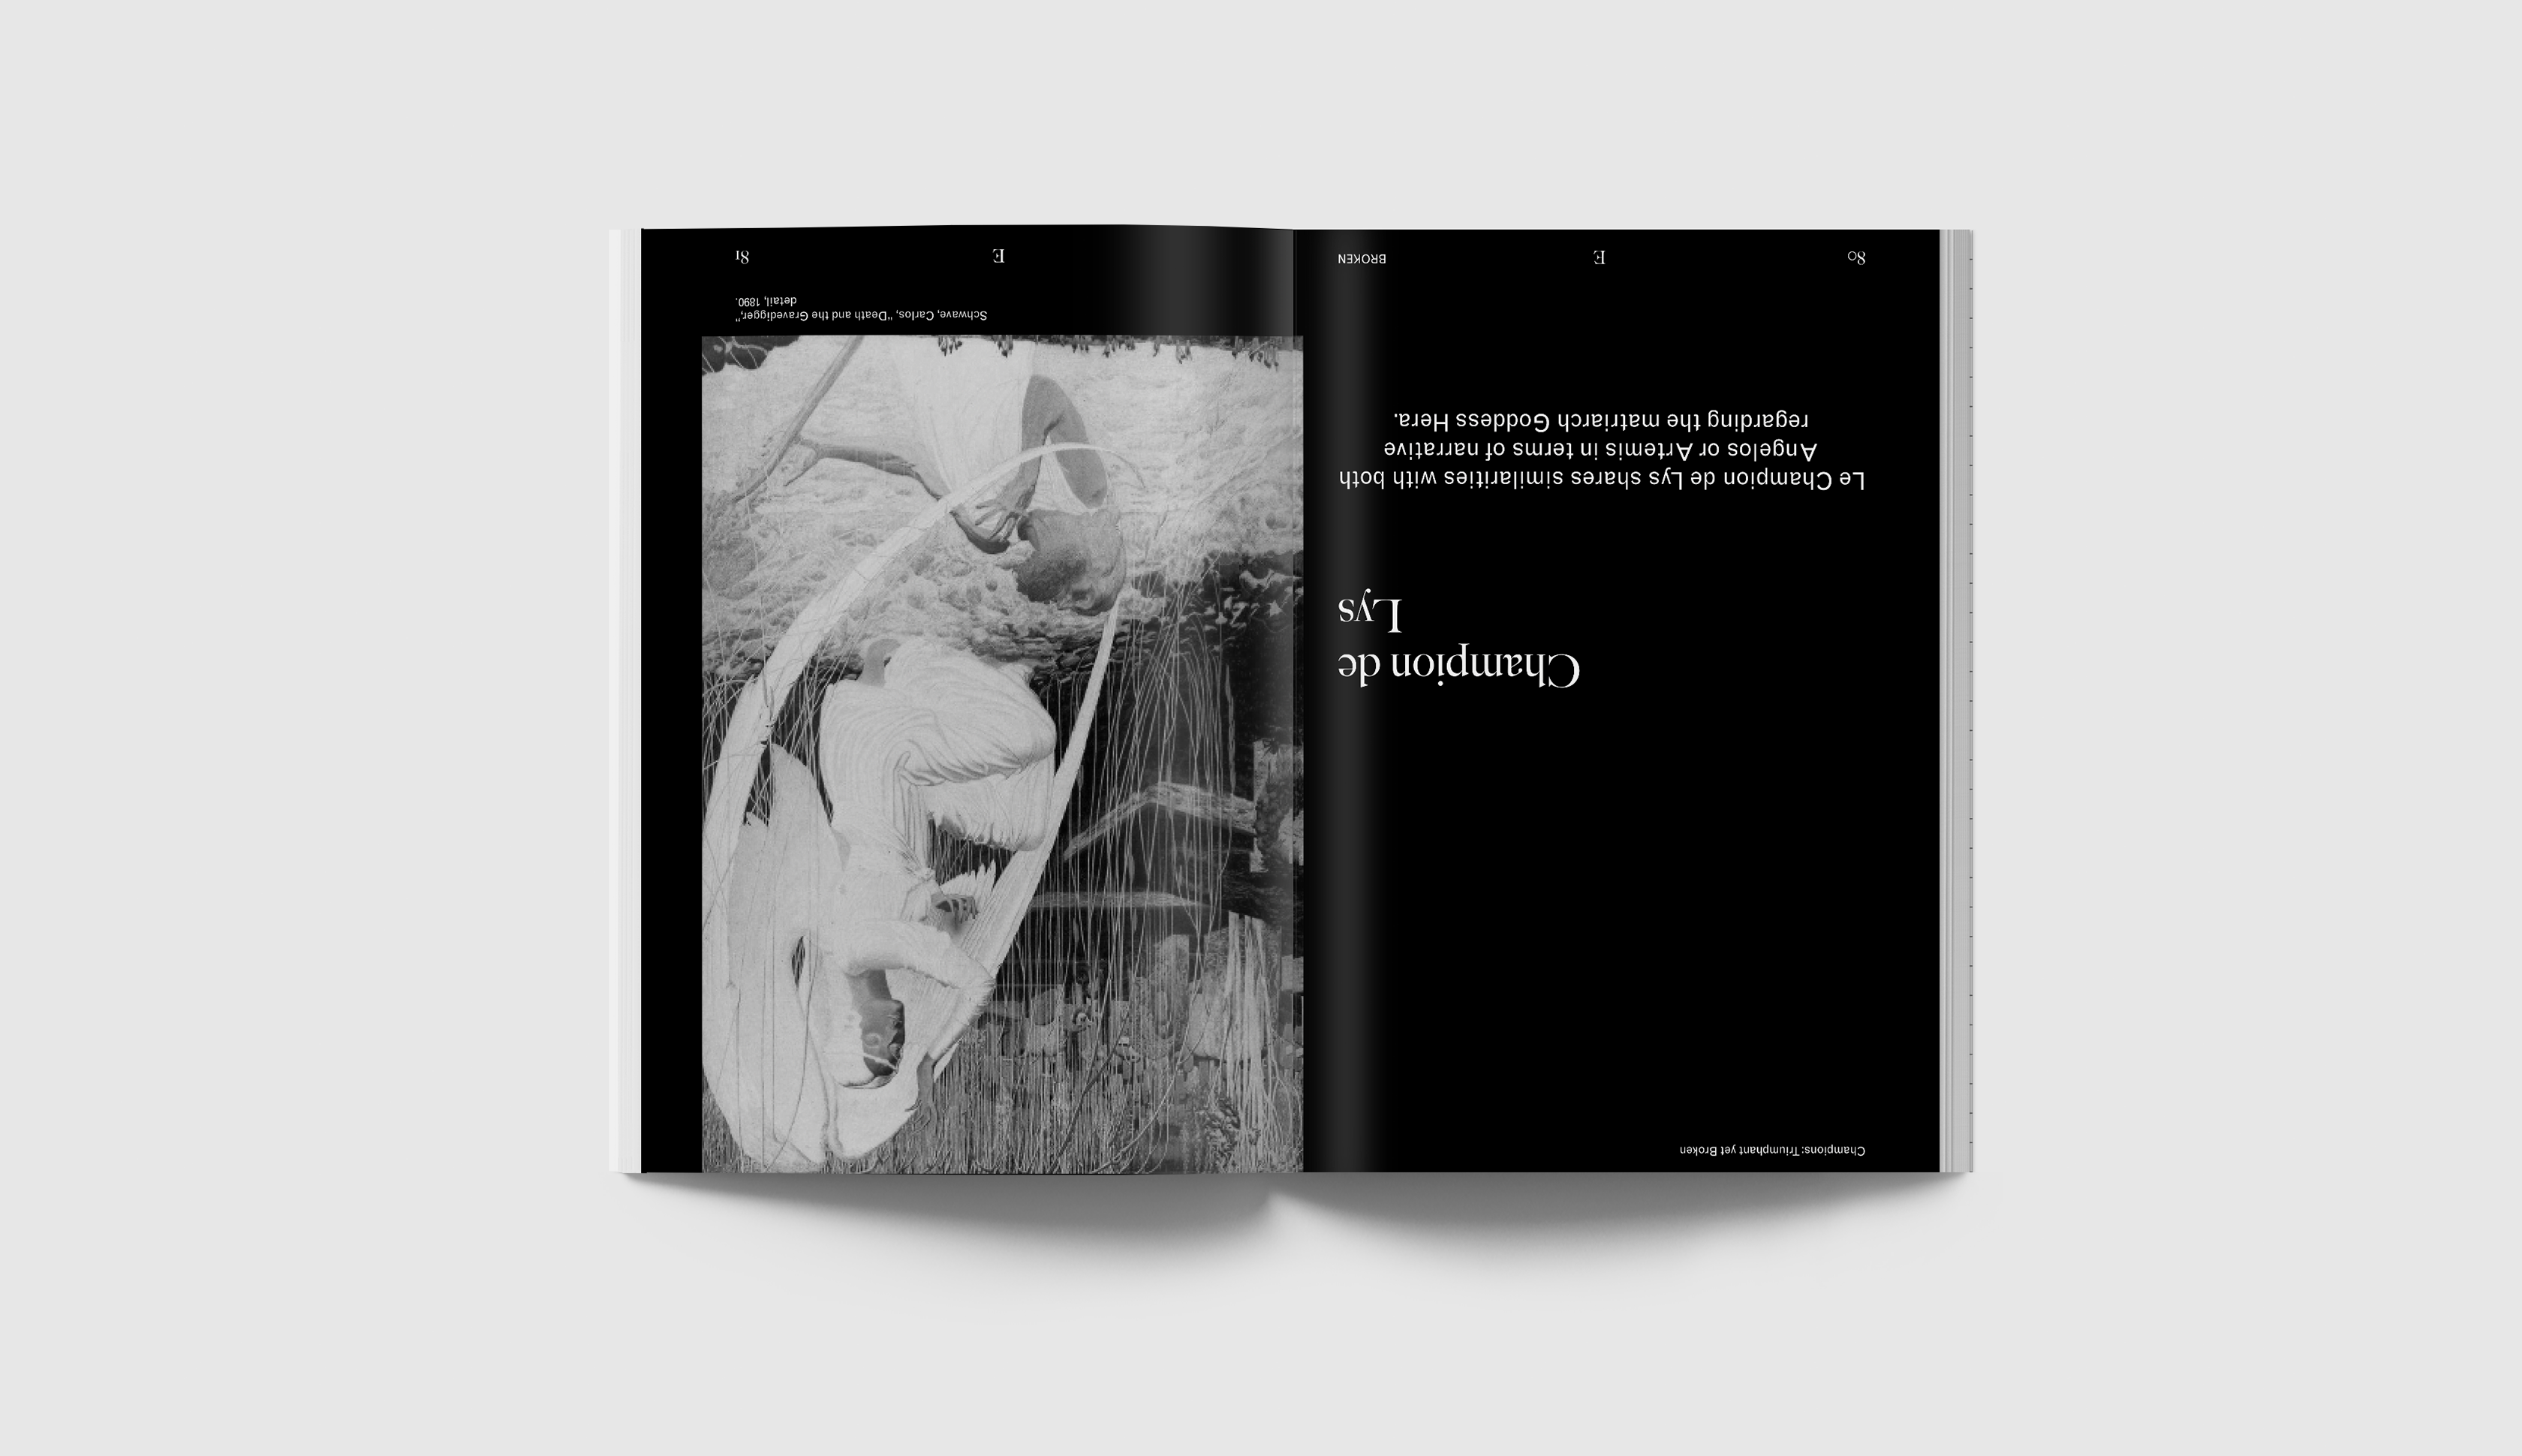 Champions: Triumphant yet Broken
Champion de
Lys
Le Champion de Lys shares similarities with both
Angelos or Artemis in terms of narrative
regarding the matriarch Goddess Hera.
80 E BROKEN
Schwave, Carlos, "Death and the Gravedigger,"
detail, 1890.
E 81